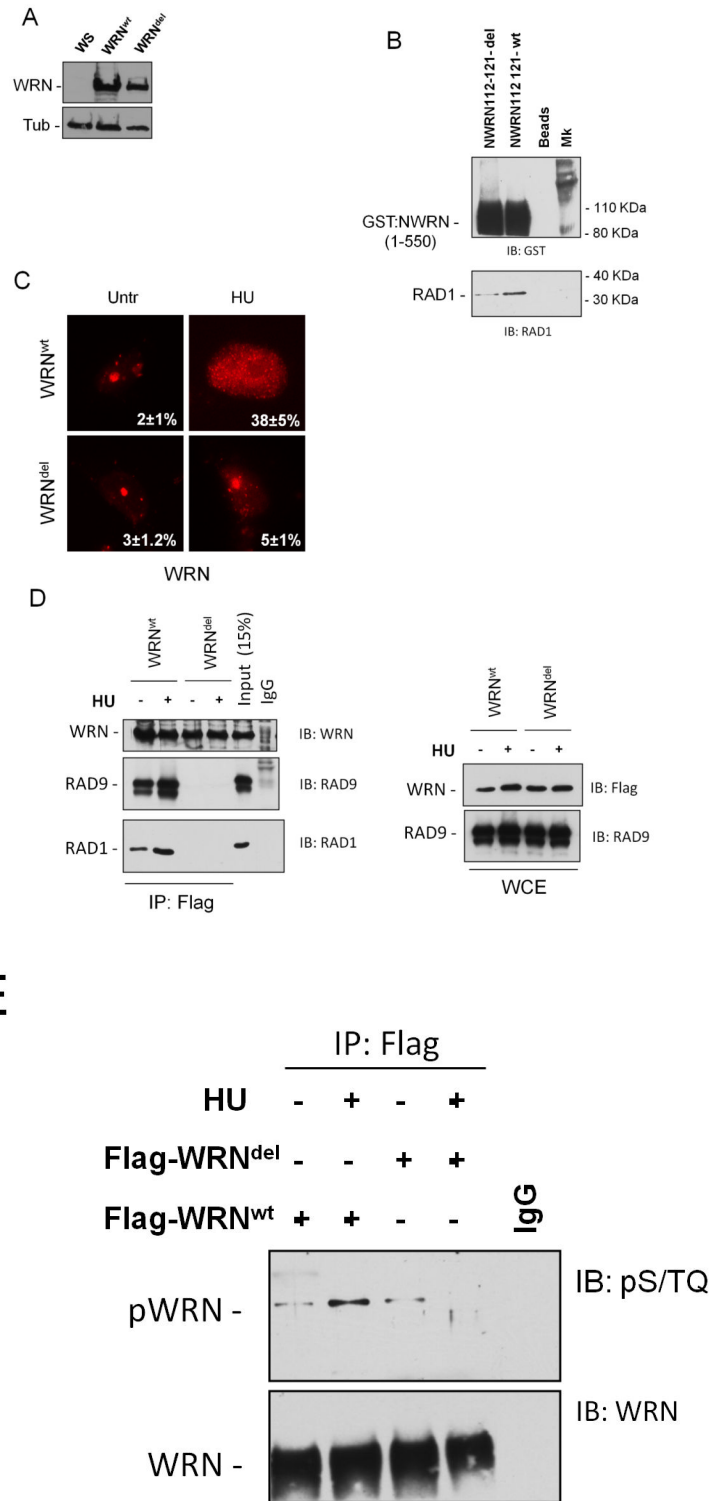 A
WS
WRNwt
WRNdel
WRN -
Tub -
B
NWRN112-121- del
NWRN112 121- wt
Beads
Mk
GST:NWRN -
(1-550)
- 110 KDa
- 80 KDa
IB: GST
RAD1 -
- 40 KDa
- 30 KDa
IB: RAD1
C
Untr
HU
WRNwt
2±1%
38±5%
WRNdel
3±1.2%
5±1%
WRN
D
WRNwt
WRNdel
Input (15%)
IgG
HU
- + - +
WRN -
IB: WRN
RAD9 -
IB: RAD9
RAD1 -
IB: RAD1
IP: Flag
WRNwt
WRNdel
HU
- + - +
WRN -
IB: Flag
RAD9 -
IB: RAD9
WCE
E
IP: Flag
HU - + - +
Flag-WRNdel - - + +
Flag-WRNwt + + - -
IgG
pWRN -
IB: pS/TQ
WRN -
IB: WRN